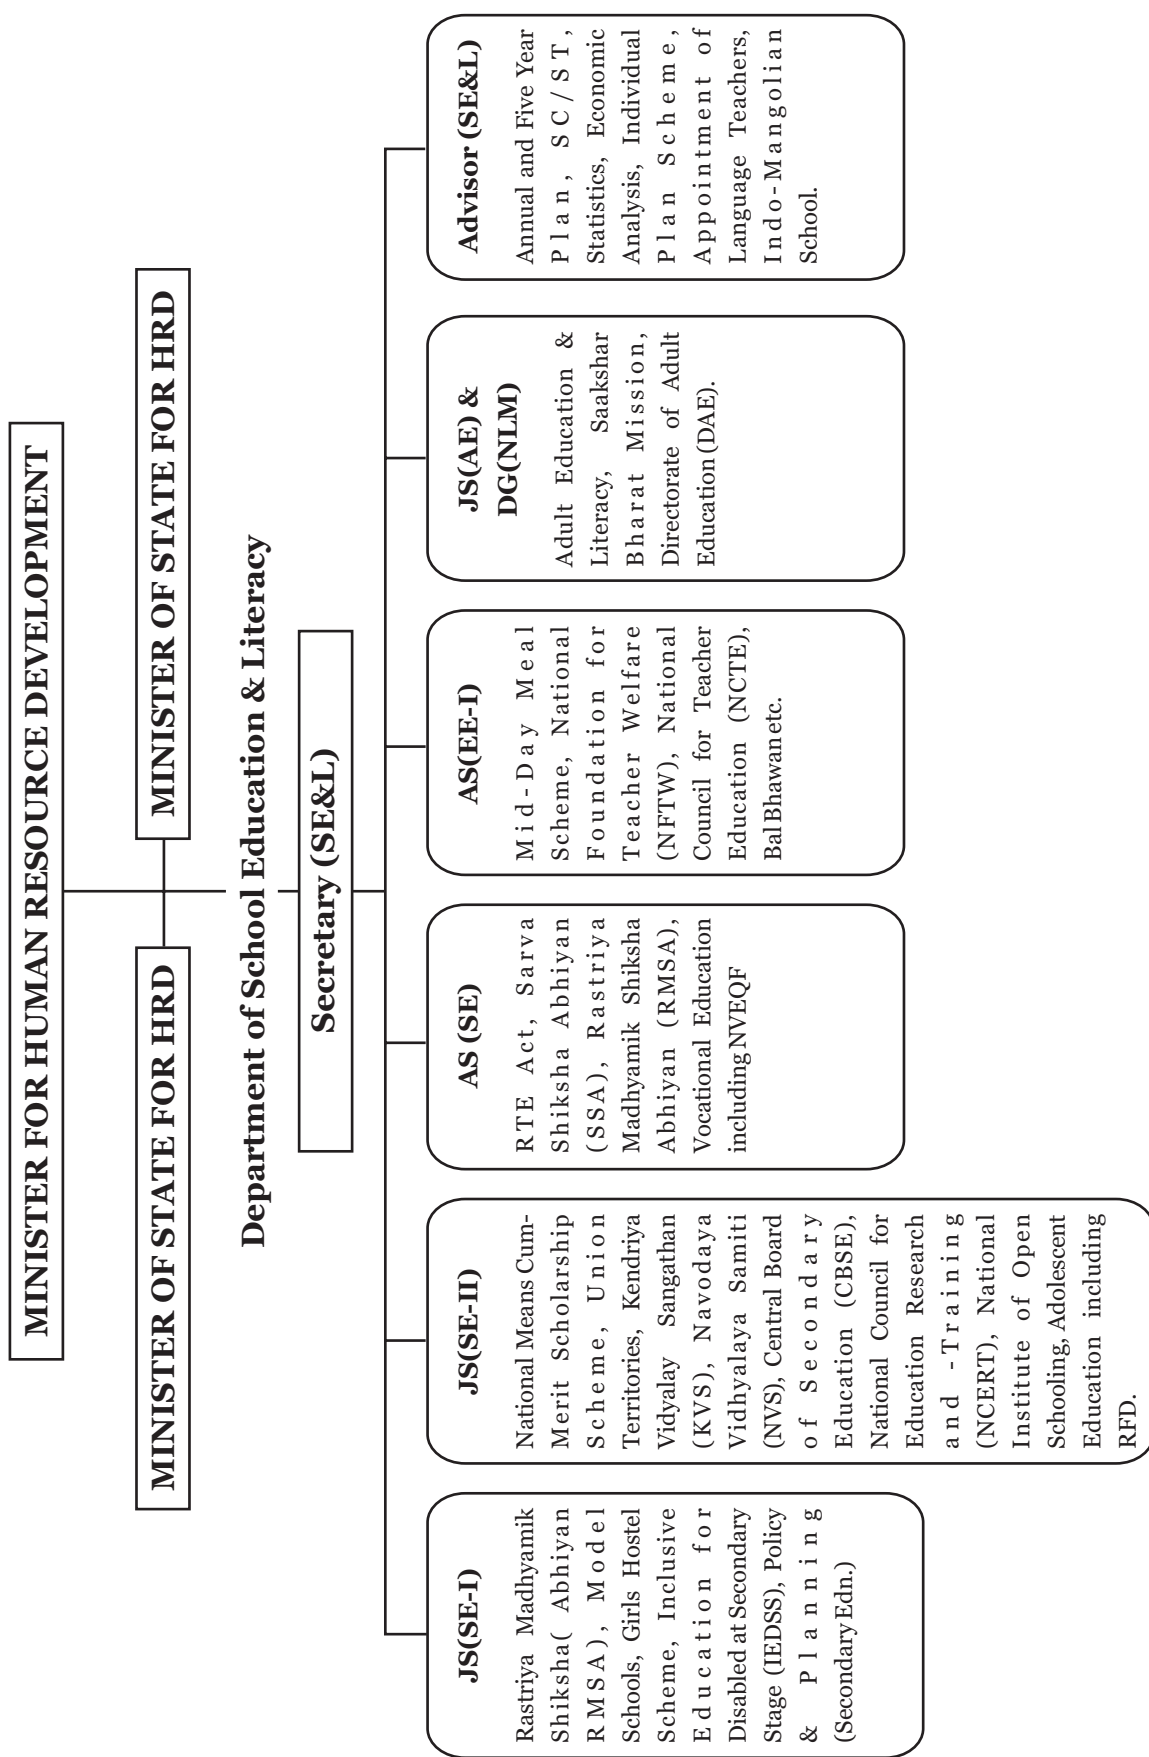 MINISTER FOR HUMAN RESOURCE DEVELOPMENT
MINISTER OF STATE FOR HRD
MINISTER OF STATE FOR HRD
Department of School Education & Literacy
Secretary (SE&L)
JS(SE-I)
Rastriya Madhyamik
Shiksha( Abhiyan
RMSA), Model
Schools, Girls Hostel
Scheme, Inclusive
Education for
Disabled at Secondary
Stage (IEDSS), Policy
& Planning
(Secondary Edn.)
JS(SE-II)
National Means Cum-
Merit Scholarship
Scheme, Union
Territories, Kendriya
Vidyalay Sangathan
(KVS), Navodaya
Vidhyalaya Samiti
(NVS), Central Board
of Secondary
Education (CBSE),
National Council for
Education Research
and -Training
(NCERT), National
Institute of Open
Schooling, Adolescent
Education including
RFD.
AS (SE)
RTE Act, Sarva
Shiksha Abhiyan
(SSA), Rastriya
Madhyamik Shiksha
Abhiyan (RMSA),
Vocational Education
including NVEQF
AS(EE-I)
Mid-Day Meal
Scheme, National
Foundation for
Teacher Welfare
(NFTW), National
Council for Teacher
Education (NCTE),
Bal Bhawan etc.
JS(AE) &
DG(NLM)
Adult Education &
Literacy, Saakshar
Bharat Mission,
Directorate of Adult
Education (DAE).
Advisor (SE&L)
Annual and Five Year
Plan, SC/ST,
Statistics, Economic
Analysis, Individual
Plan Scheme,
Appointment of
Language Teachers,
Indo-Mangolian
School.